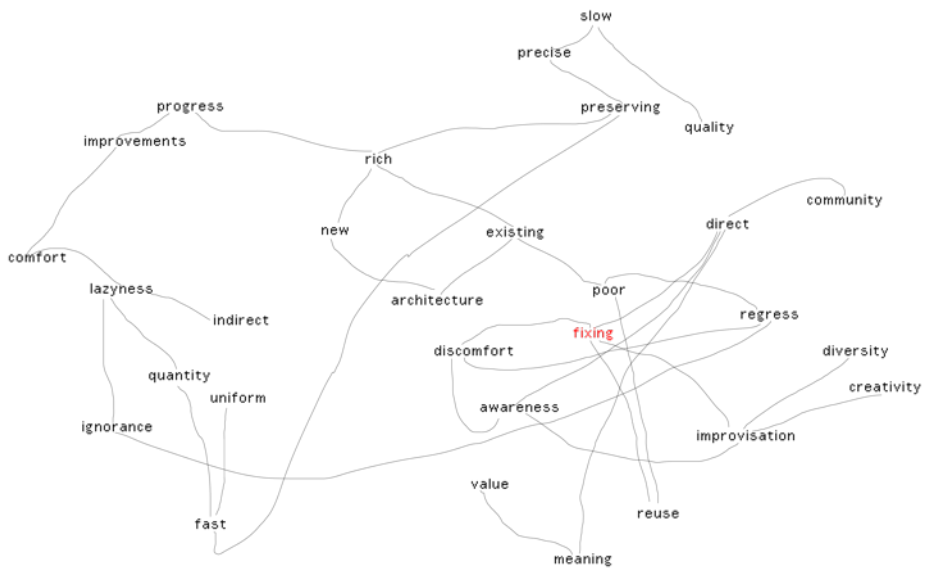 slow
precise
progress
preserving
quality
improvements
rich
community
direct
new
existing
comfort
lazyness
poor
architecture
regress
indirect
fixing
discomfort
diversity
quantity
creativity
uniform
awareness
ignorance
improvisation
value
reuse
fast
meaning